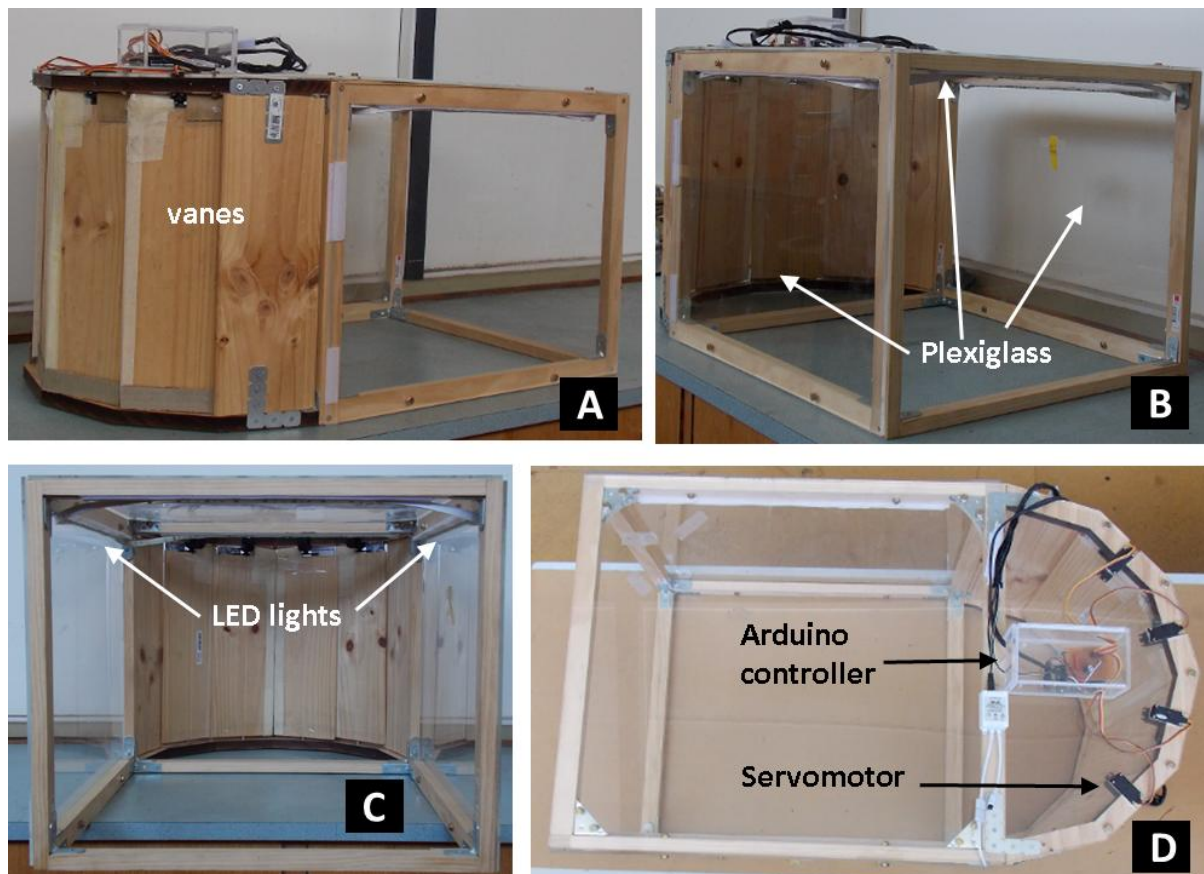 vanes
A
Plexiglass
B
LED lights
C
Arduino
controller
Servomotor
D